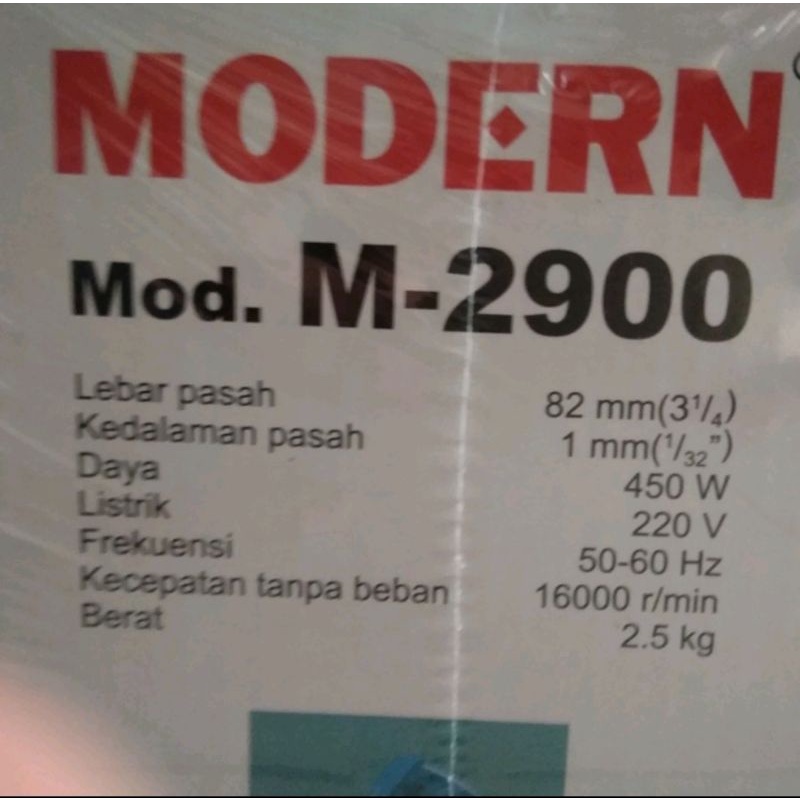 MODERN
Mod. M-2900
Lebar pasah 82 mm(3¹/₄)
Kedalaman pasah 1 mm(¹/₃₂")
Daya 450 W
Listrik 220 V
Frekuensi 50-60 Hz
Kecepatan tanpa beban 16000 r/min
Berat 2.5 kg